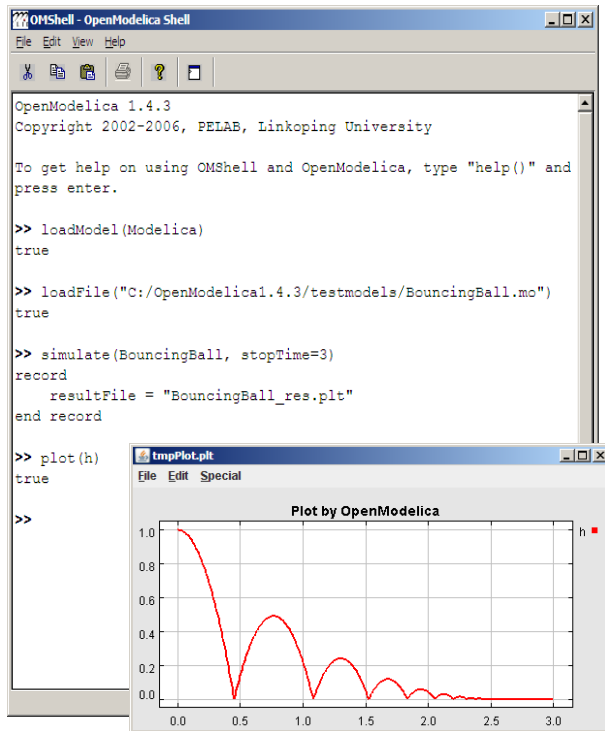 OMShell - OpenModelica Shell
File Edit View Help
OpenModelica 1.4.3
Copyright 2002-2006, PELAB, Linkoping University
To get help on using OMShell and OpenModelica, type "help()" and
press enter.
>> loadModel(Modelica)
true
>> loadFile("C:/OpenModelica1.4.3/testmodels/BouncingBall.mo")
true
>> simulate(BouncingBall, stopTime=3)
record
resultFile = "BouncingBall_res.plt"
end record
>> plot(h)
true
>>
tmpPlot.plt
File Edit Special
Plot by OpenModelica
h
1.0
0.8
0.6
0.4
0.2
0.0
0.0 0.5 1.0 1.5 2.0 2.5 3.0